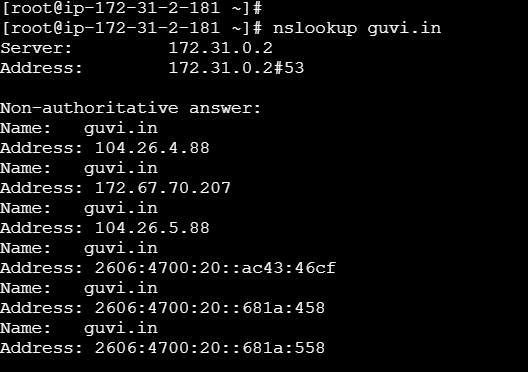 [root@ip-172-31-2-181 ~]#
[root@ip-172-31-2-181 ~]# nslookup guvi.in
Server:         172.31.0.2
Address:        172.31.0.2#53

Non-authoritative answer:
Name:   guvi.in
Address: 104.26.4.88
Name:   guvi.in
Address: 172.67.70.207
Name:   guvi.in
Address: 104.26.5.88
Name:   guvi.in
Address: 2606:4700:20::ac43:46cf
Name:   guvi.in
Address: 2606:4700:20::681a:458
Name:   guvi.in
Address: 2606:4700:20::681a:558